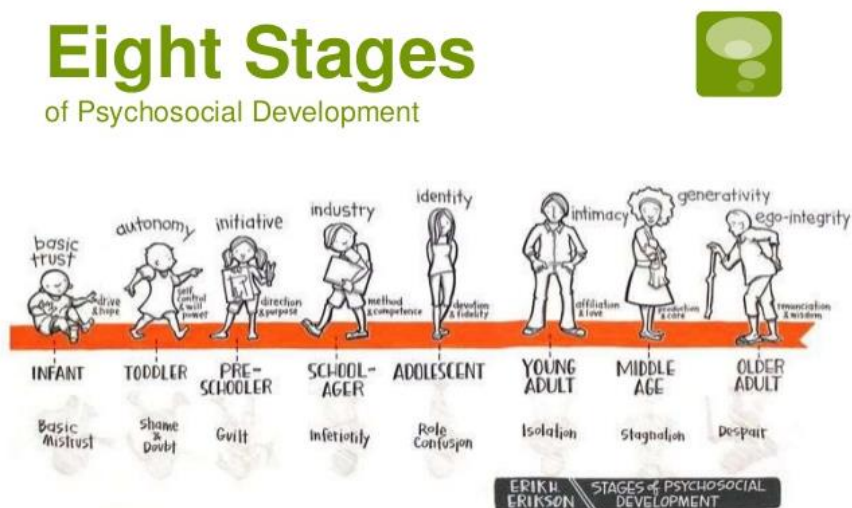 Eight Stages
of Psychosocial Development
basic
trust
drive
& hope
autonomy
self
control
& will
power
initiative
direction
& purpose
industry
method
& competence
identity
devotion
& fidelity
intimacy
affiliation
& love
generativity
production
& care
ego-integrity
renunciation
& wisdom
INFANT
TODDLER
PRE-
SCHOOLER
SCHOOL-
AGER
ADOLESCENT
YOUNG
ADULT
MIDDLE
AGE
OLDER
ADULT
Basic
Mistrust
Shame
&
Doubt
Guilt
Inferiority
Role
Confusion
Isolation
Stagnation
Despair
ERIK H.
ERIKSON
STAGES of PSYCHOSOCIAL
DEVELOPMENT